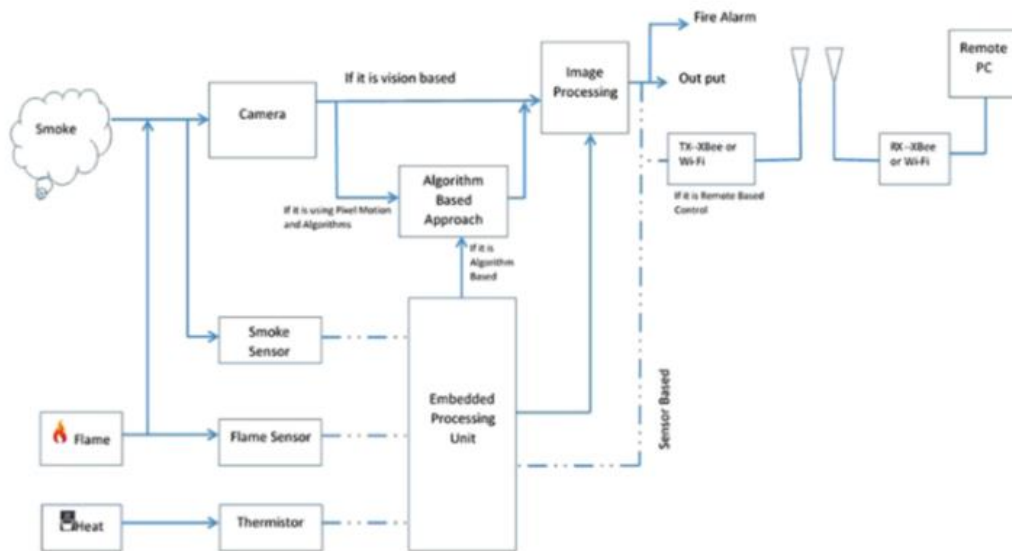 Fire Alarm
Out put
Remote
PC
Image
Processing
If it is vision based
Camera
Smoke
TX--XBee or
Wi-Fi
RX --XBee
or Wi-Fi
If it is Remote Based
Control
Algorithm
Based
Approach
If it is using Pixel Motion
and Algorithms
If it is
Algorithm
Based
Smoke
Sensor
Embedded
Processing
Unit
Sensor Based
Flame
Flame Sensor
Heat
Thermistor